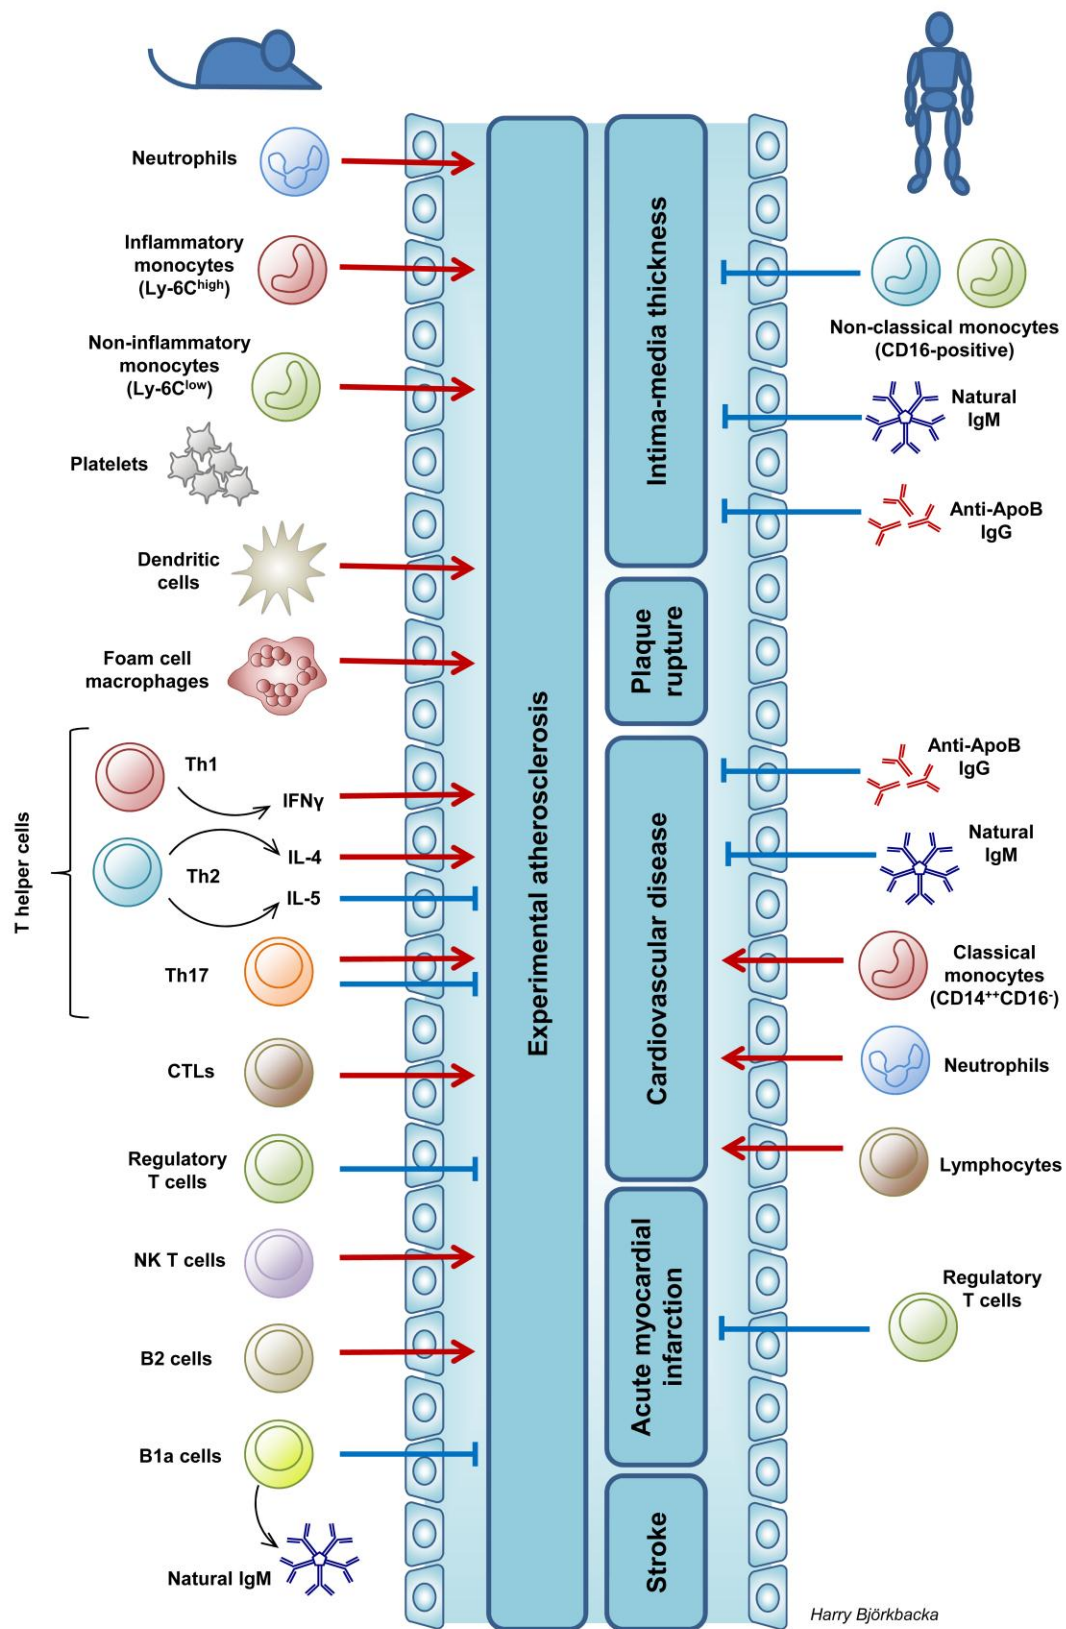 Neutrophils
Inflammatory
monocytes
(Ly-6Chigh)
Non-inflammatory
monocytes
(Ly-6Clow)
Platelets
Dendritic
cells
Foam cell
macrophages
T helper cells
Th1
IFNγ
Th2
IL-4
IL-5
Th17
CTLs
Regulatory
T cells
NK T cells
B2 cells
B1a cells
Natural IgM
Experimental atherosclerosis
Intima-media thickness
Plaque
rupture
Cardiovascular disease
Acute myocardial
infarction
Stroke
Non-classical monocytes
(CD16-positive)
Natural
IgM
Anti-ApoB
IgG
Anti-ApoB
IgG
Natural
IgM
Classical
monocytes
(CD14++CD16-)
Neutrophils
Lymphocytes
Regulatory
T cells
Harry Björkbacka